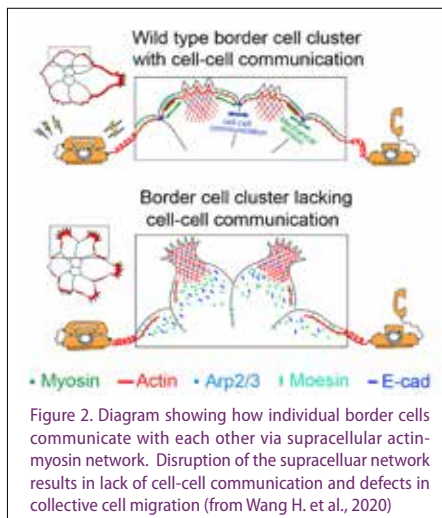 Wild type border cell cluster
with cell-cell communication
cell-cell
communication
Border cell cluster lacking
cell-cell communication
Myosin Actin Arp2/3 Moesin E-cad
Figure 2. Diagram showing how individual border cells
communicate with each other via supracellular actin-
myosin network. Disruption of the supracelluar network
results in lack of cell-cell communication and defects in
collective cell migration (from Wang H. et al., 2020)